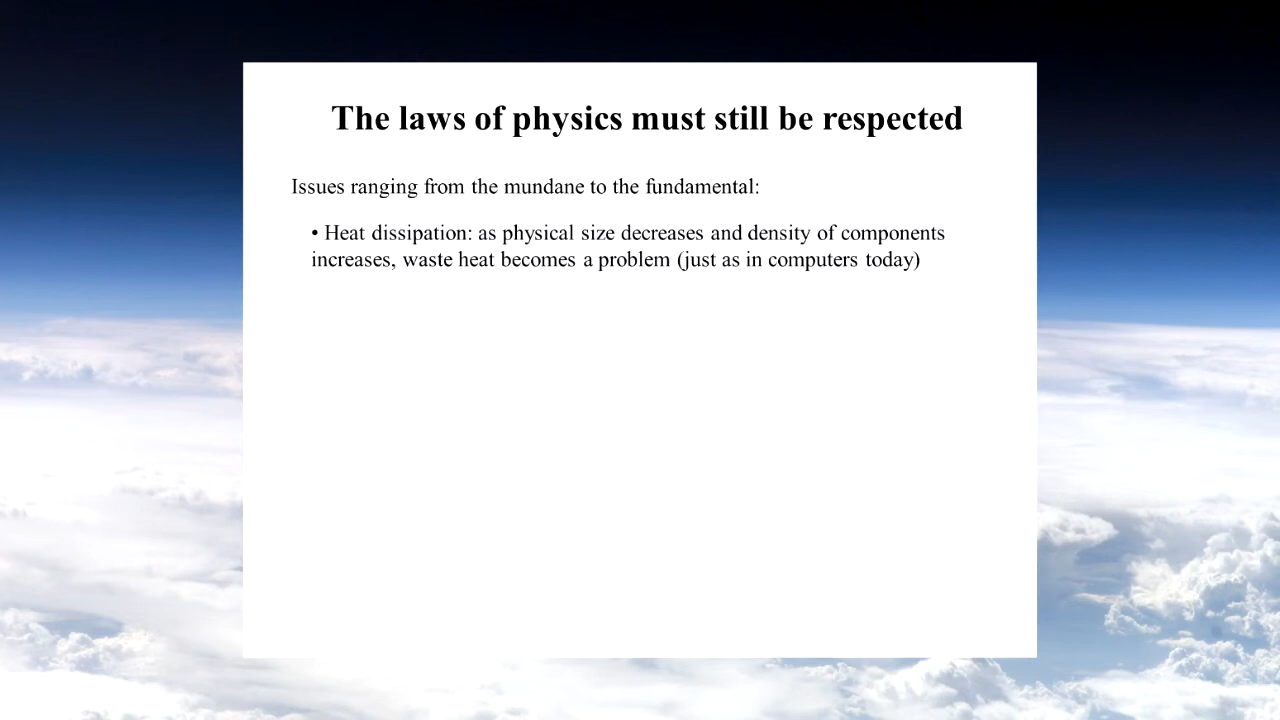 The laws of physics must still be respected
Issues ranging from the mundane to the fundamental:
• Heat dissipation: as physical size decreases and density of components
increases, waste heat becomes a problem (just as in computers today)